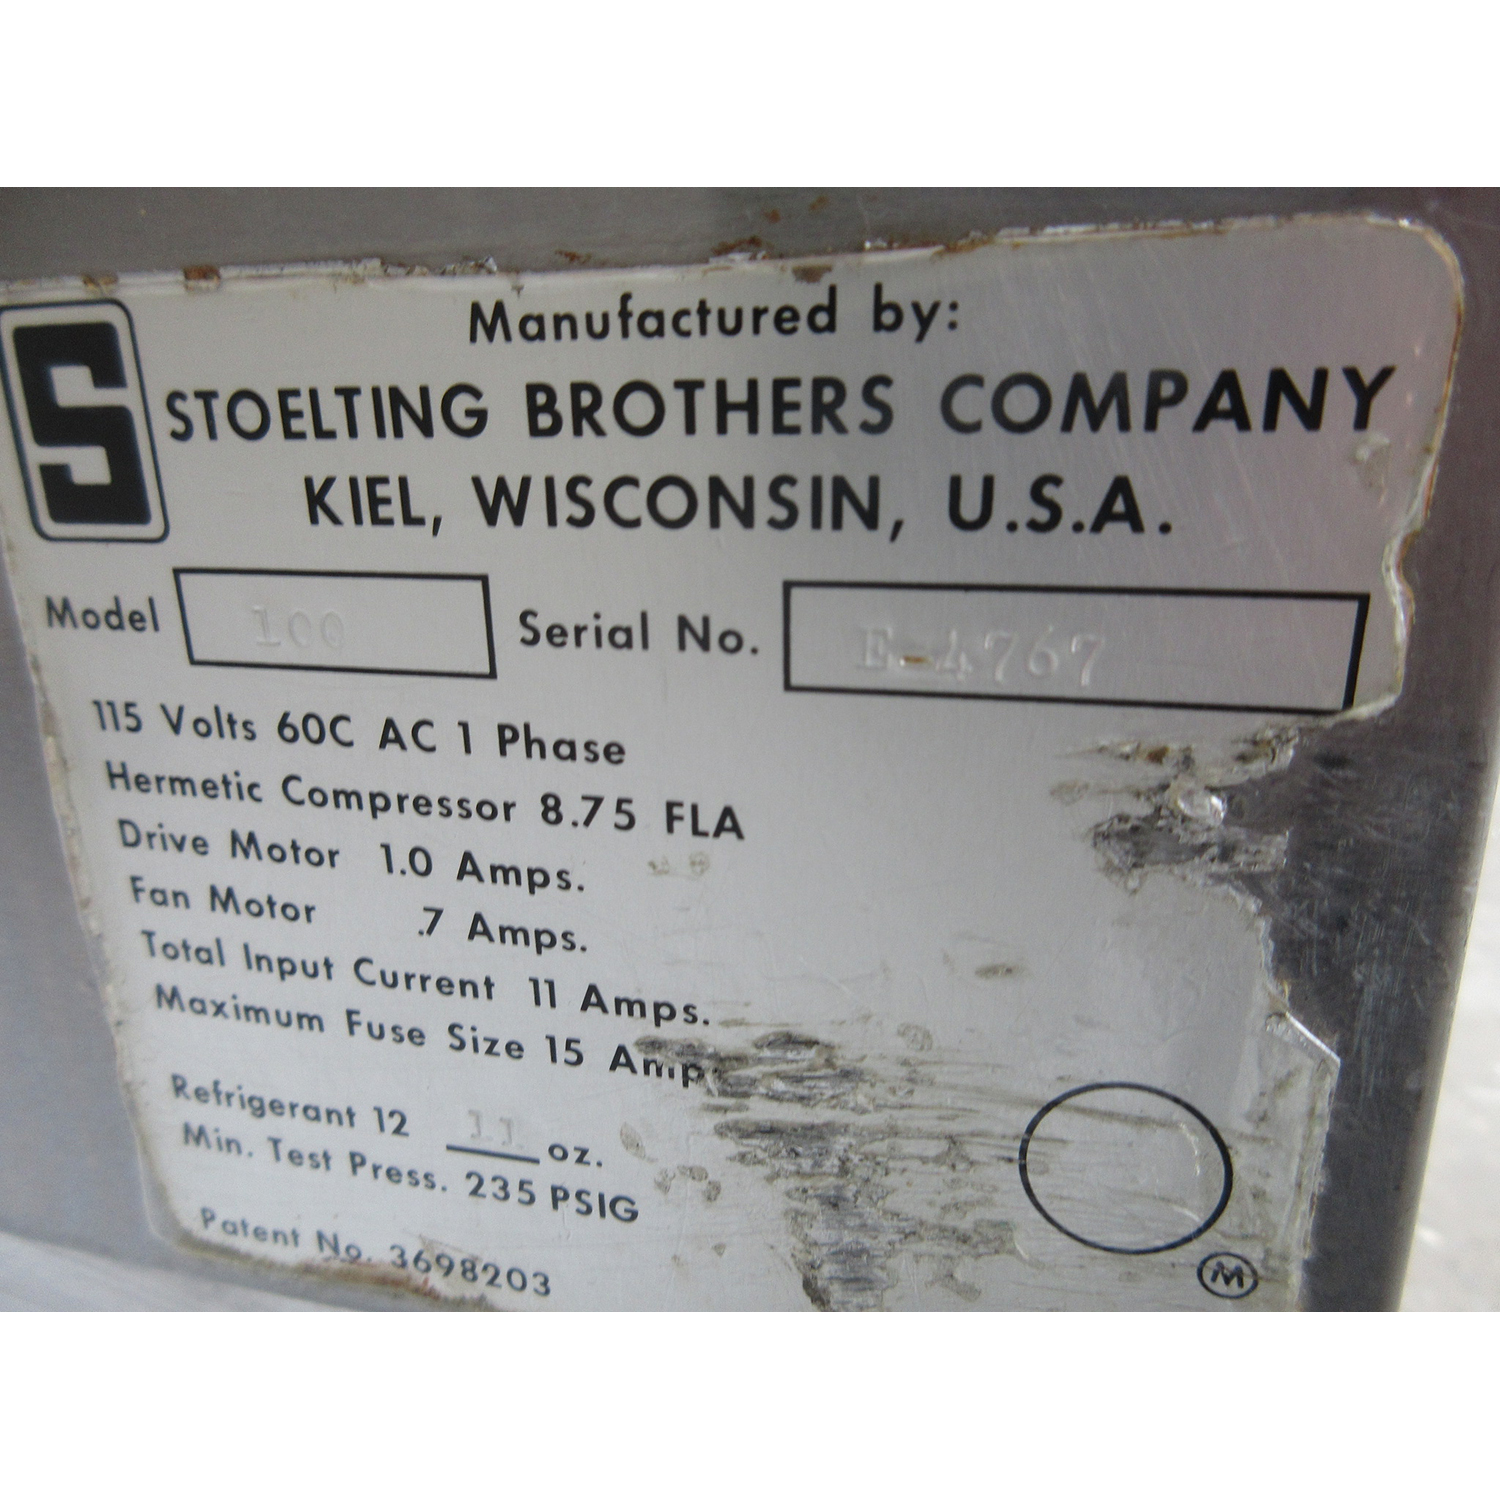 Manufactured by:
S STOELTING BROTHERS COMPANY
KIEL, WISCONSIN, U.S.A.
Model 100 Serial No. E-4767
115 Volts 60C AC 1 Phase
Hermetic Compressor 8.75 FLA
Drive Motor 1.0 Amps.
Fan Motor .7 Amps.
Total Input Current 11 Amps.
Maximum Fuse Size 15 Amp
Refrigerant 12 11 oz.
Min. Test Press. 235 PSIG
Patent No. 3698203
M